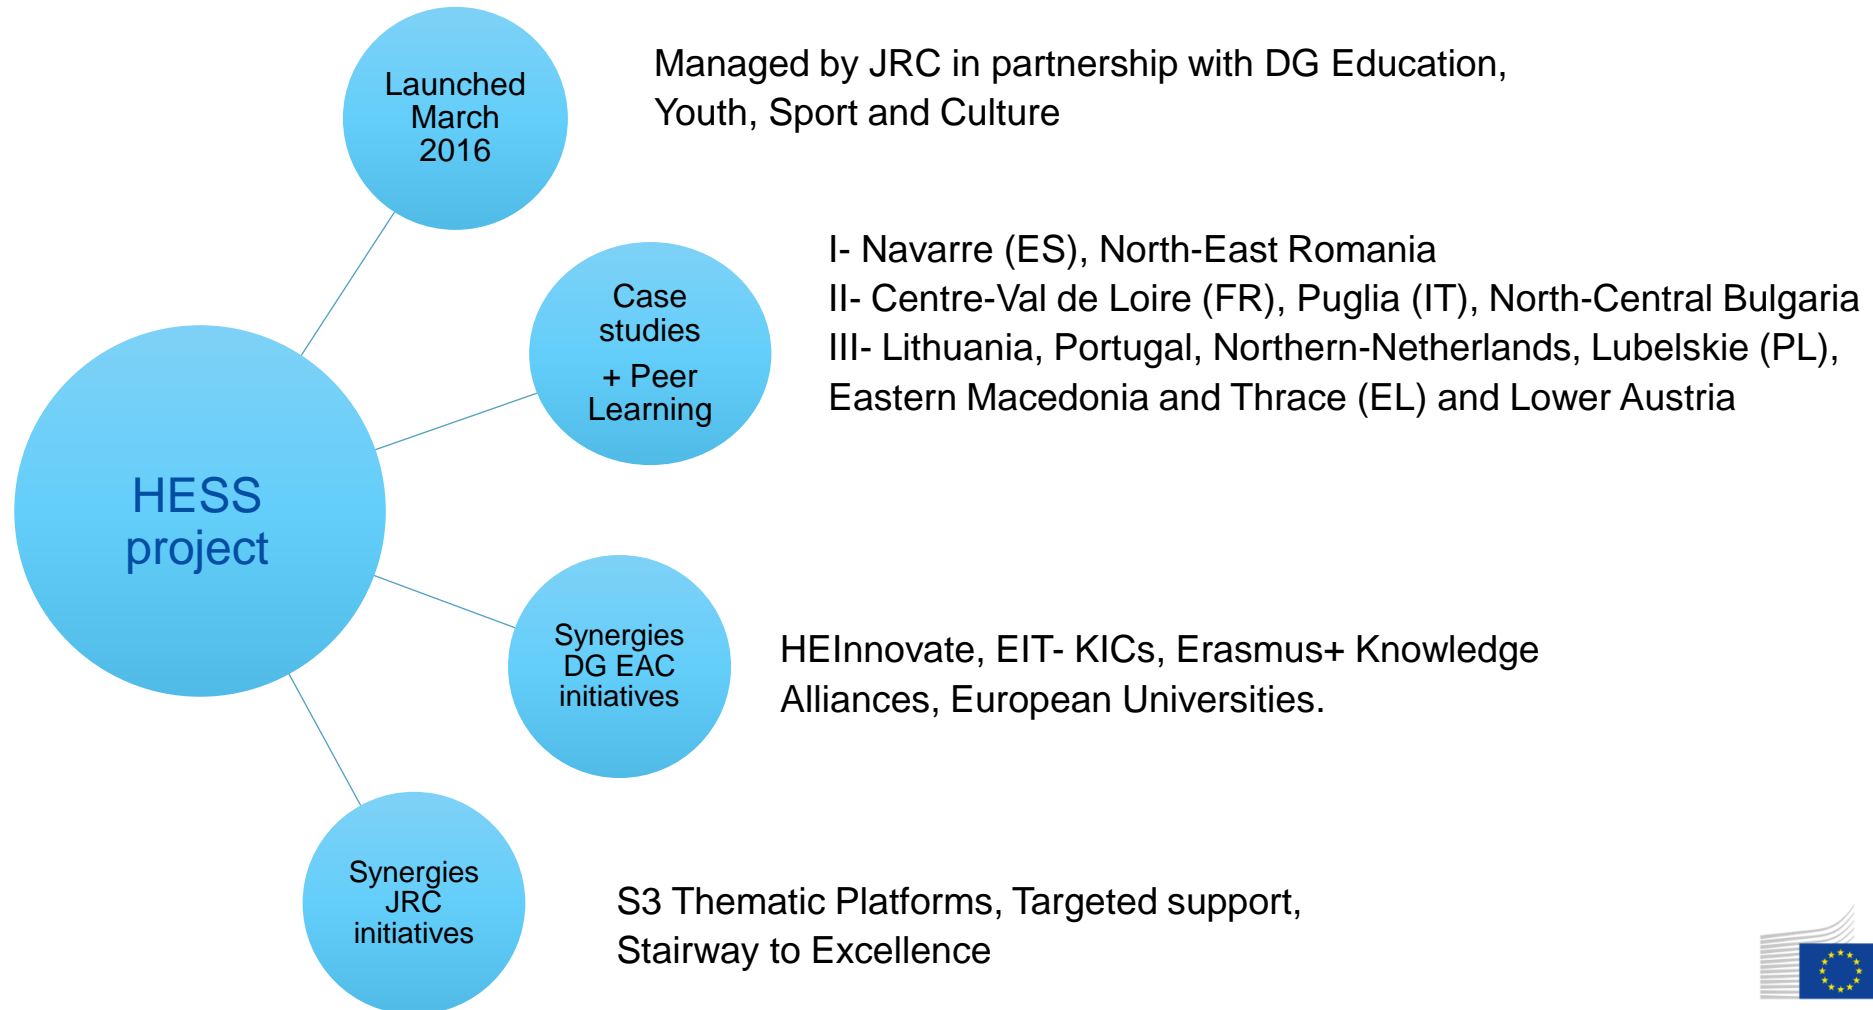 Launched
March
2016
Managed by JRC in partnership with DG Education,
Youth, Sport and Culture
Case
studies
+ Peer
Learning
I- Navarre (ES), North-East Romania
II- Centre-Val de Loire (FR), Puglia (IT), North-Central Bulgaria
III- Lithuania, Portugal, Northern-Netherlands, Lubelskie (PL),
Eastern Macedonia and Thrace (EL) and Lower Austria
HESS
project
Synergies
DG EAC
initiatives
HEInnovate, EIT- KICs, Erasmus+ Knowledge
Alliances, European Universities.
Synergies
JRC
initiatives
S3 Thematic Platforms, Targeted support,
Stairway to Excellence